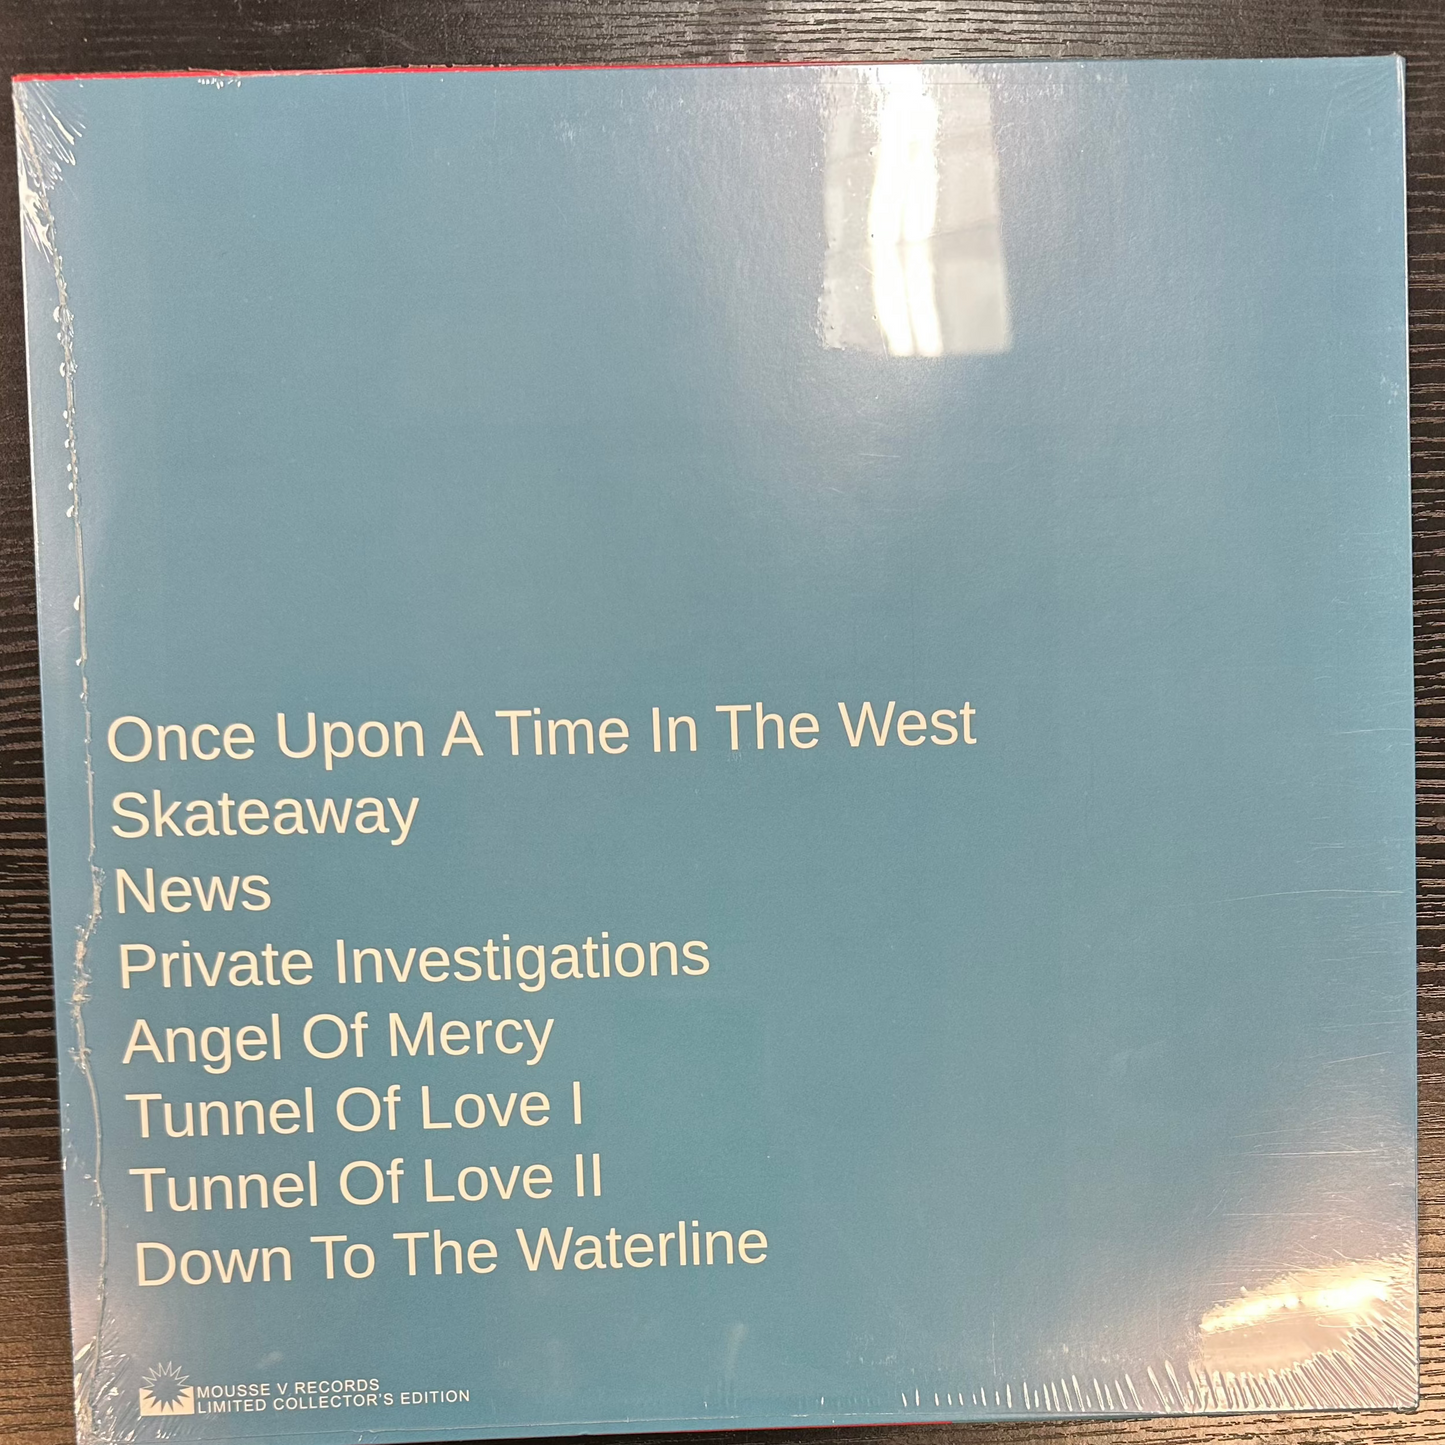 Once Upon A Time In The West
Skateaway
News
Private Investigations
Angel Of Mercy
Tunnel Of Love I
Tunnel Of Love II
Down To The Waterline
MOUSSE V RECORDS
LIMITED COLLECTOR'S EDITION